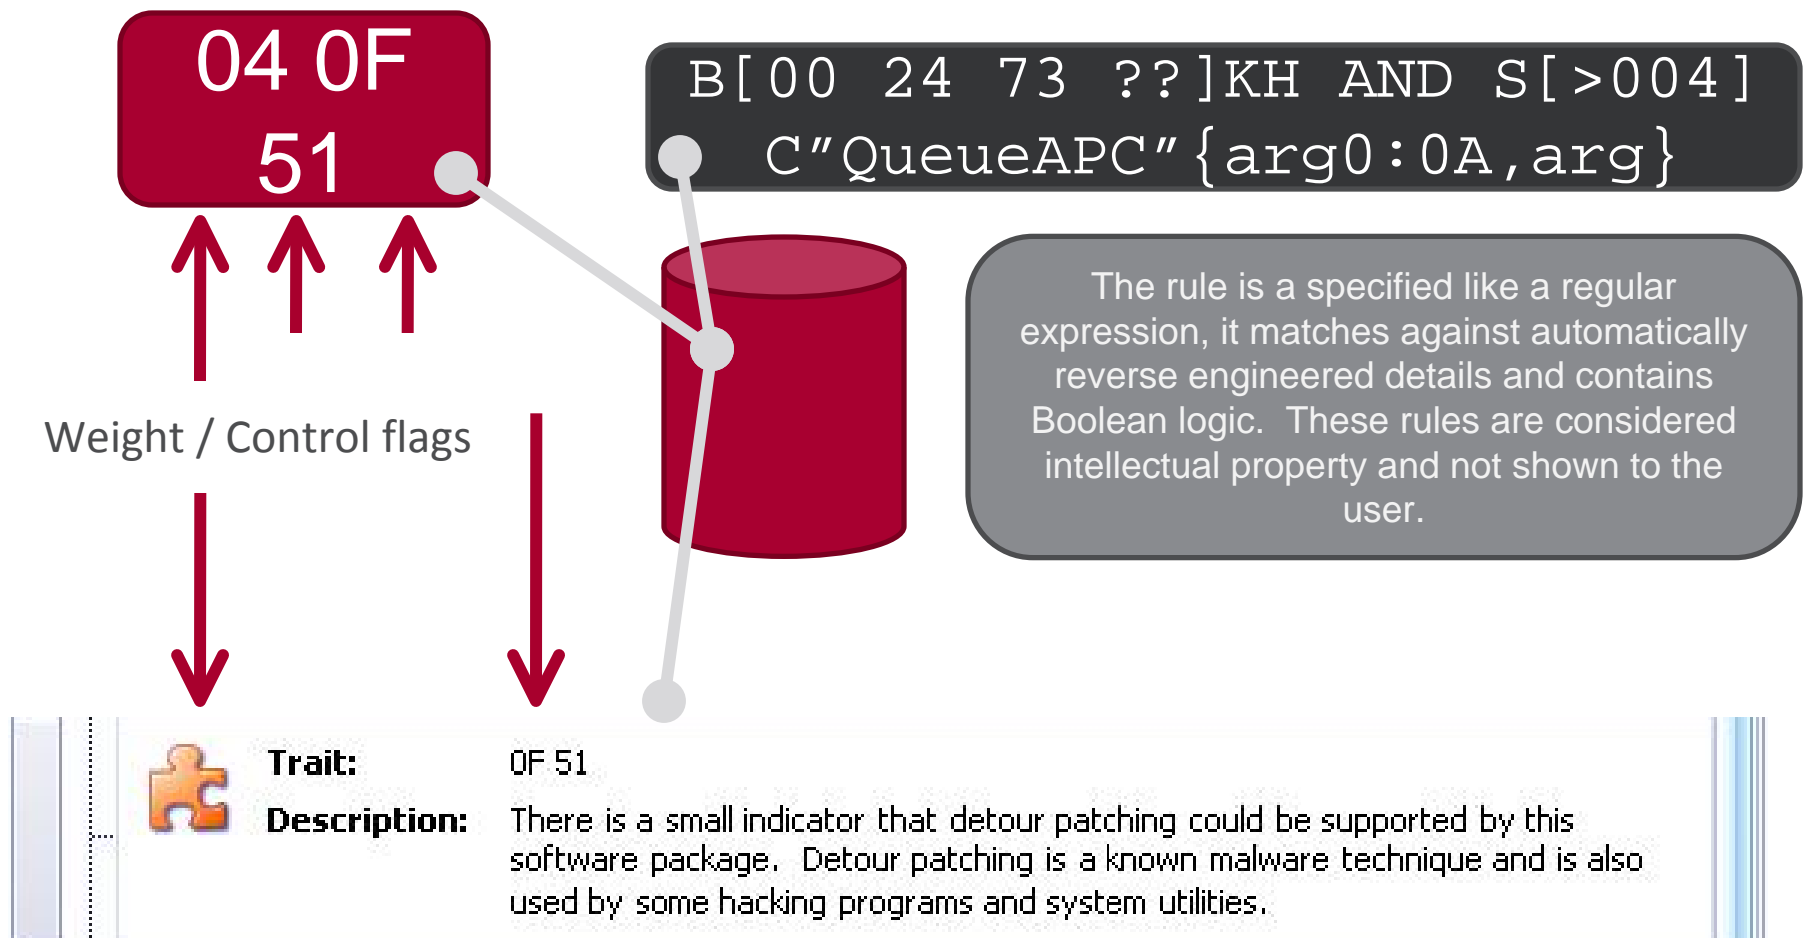 04 0F
51
B[00 24 73 ??]KH AND S[>004]
C"QueueAPC"{arg0:0A,arg}
The rule is a specified like a regular
expression, it matches against automatically
reverse engineered details and contains
Boolean logic.  These rules are considered
intellectual property and not shown to the
user.
Weight / Control flags
Trait: 0F 51
Description: There is a small indicator that detour patching could be supported by this
software package.  Detour patching is a known malware technique and is also
used by some hacking programs and system utilities.